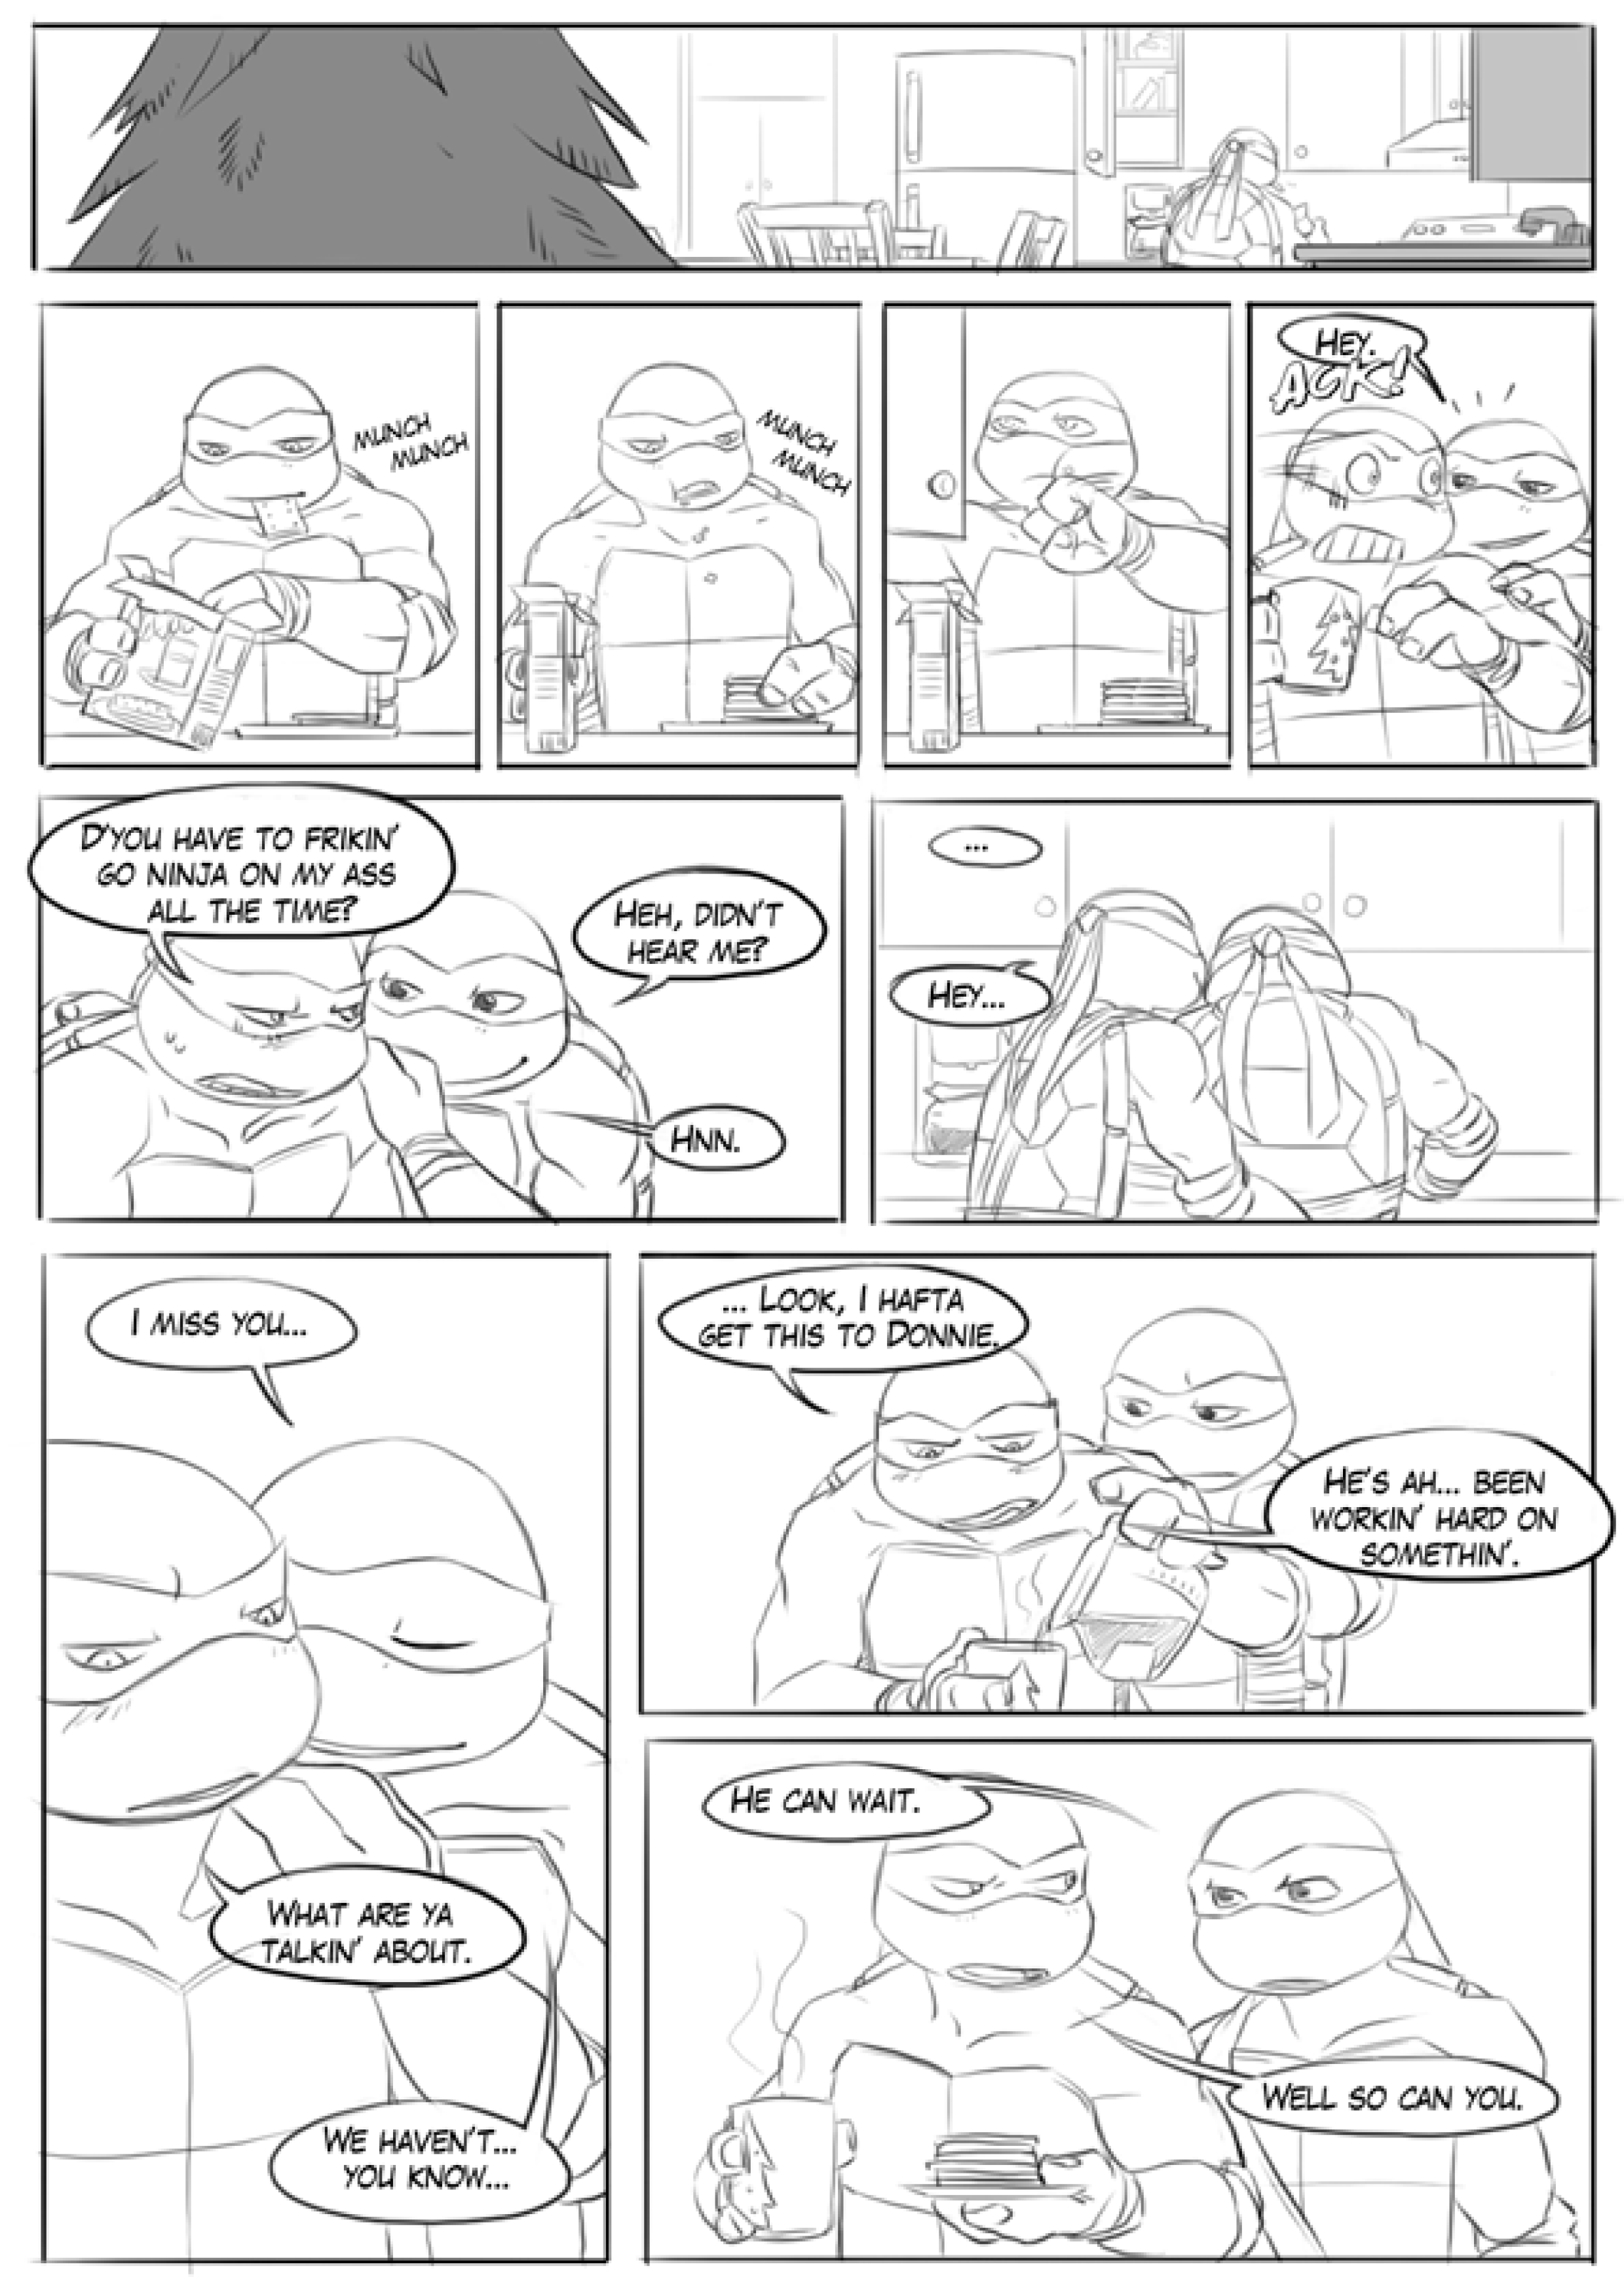 MUNCH
MUNCH
MUNCH
MUNCH
HEY.
ACK!
D'YOU HAVE TO FRIKIN'
GO NINJA ON MY ASS
ALL THE TIME?
HEH, DIDN'T
HEAR ME?
HNN.
...
HEY...
I MISS YOU...
WHAT ARE YA
TALKIN' ABOUT.
WE HAVEN'T...
YOU KNOW...
... LOOK, I HAFTA
GET THIS TO DONNIE.
HE'S AH... BEEN
WORKIN' HARD ON
SOMETHIN'.
HE CAN WAIT.
WELL SO CAN YOU.